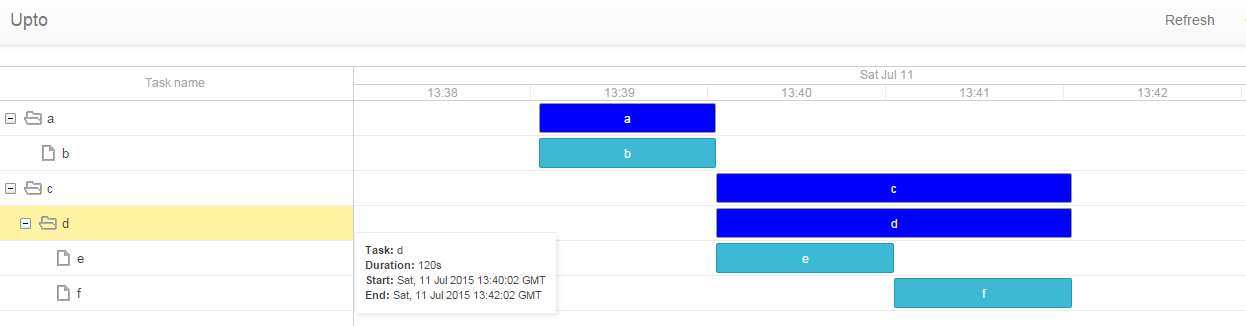 Upto Refresh
Task name Sat Jul 11
13:38 13:39 13:40 13:41 13:42
a a
b b
c c
d d
Task: d
Duration: 120s
e e
Start: Sat, 11 Jul 2015 13:40:02 GMT
End: Sat, 11 Jul 2015 13:42:02 GMT
f f